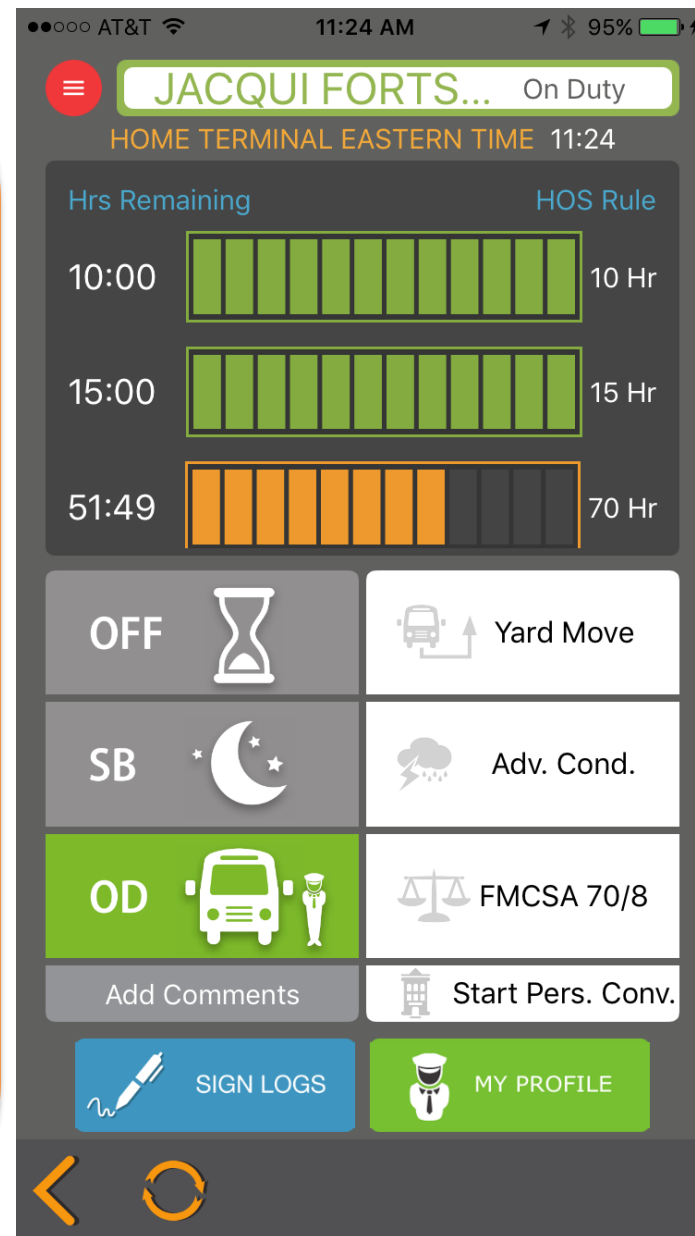 AT&T 11:24 AM 95%
JACQUI FORTS... On Duty
HOME TERMINAL EASTERN TIME 11:24
Hrs Remaining HOS Rule
10:00 10 Hr
15:00 15 Hr
51:49 70 Hr
OFF Yard Move
SB Adv. Cond.
OD FMCSA 70/8
Add Comments Start Pers. Conv.
SIGN LOGS MY PROFILE